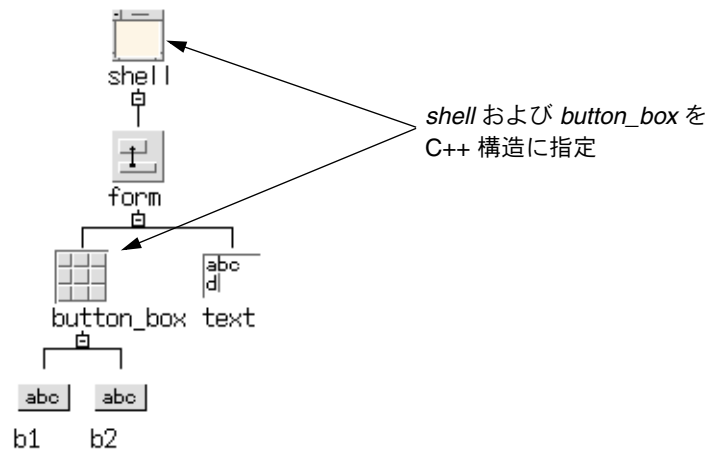 shell
shell および button_box を
C++ 構造に指定
form
abc
d
button_box text
abc abc
b1 b2